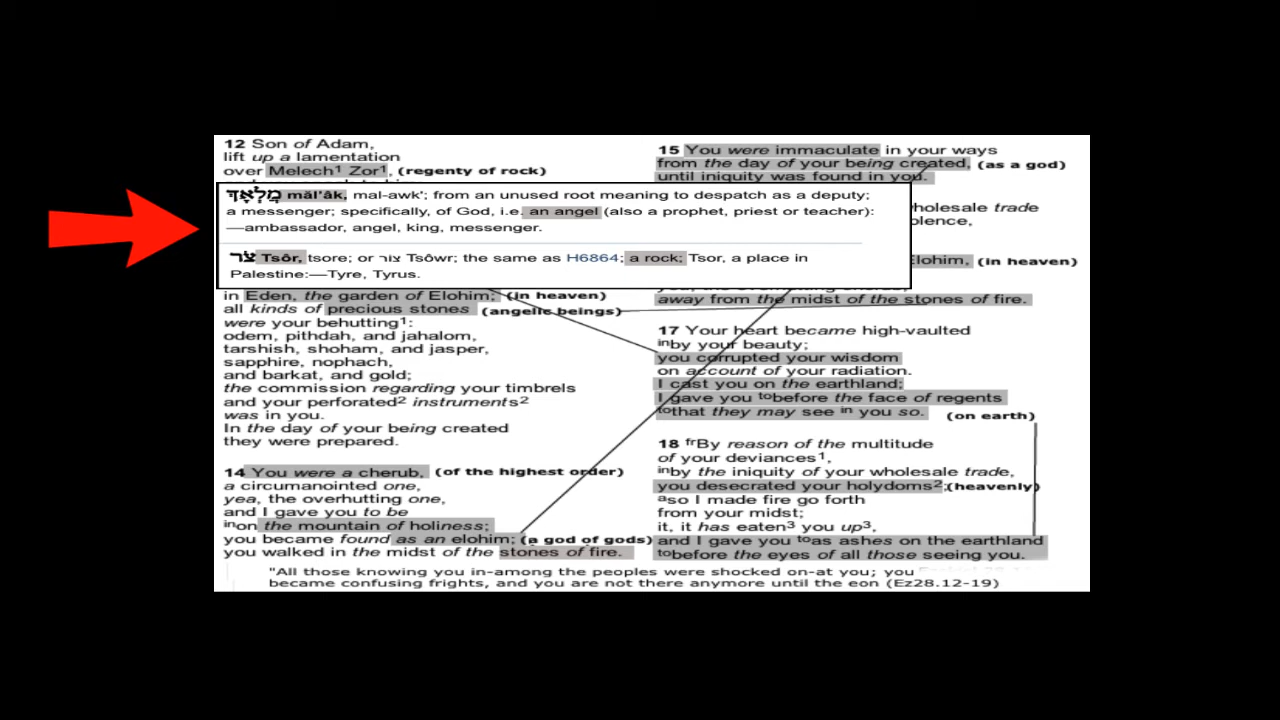 12 Son of Adam,
lift up a lamentation
over Melech¹ Zor¹, (regenty of rock)
מֲלְאָךְ măl'âk, mal-awk'; from an unused root meaning to despatch as a deputy;
a messenger; specifically, of God, i.e. an angel (also a prophet, priest or teacher):
—ambassador, angel, king, messenger.
צֹר Tsôr, tsore; or צוֹר Tsôwr; the same as H6864; a rock; Tsor, a place in
Palestine:—Tyre, Tyrus.
in Eden, the garden of Elohim; (in heaven)
all kinds of precious stones (angelic beings)
were your behutting¹:
odem, pithdah, and jahalom,
tarshish, shoham, and jasper,
sapphire, nophach,
and barkat, and gold;
the commission regarding your timbrels
and your perforated² instruments²
was in you.
In the day of your being created
they were prepared.
14 You were a cherub, (of the highest order)
a circumanointed one,
yea, the overhutting one,
and I gave you to be
ⁱⁿon the mountain of holiness;
you became found as an elohim; (a god of gods)
you walked in the midst of the stones of fire.
15 You were immaculate in your ways
from the day of your being created, (as a god)
until iniquity was found in you.
wholesale trade
olence,
Elohim, (in heaven)
away from the midst of the stones of fire.
17 Your heart became high-vaulted
ⁱⁿby your beauty;
you corrupted your wisdom
on account of your radiation.
I cast you on the earthland;
I gave you ᵗᵒbefore the face of regents
ᵗᵒthat they may see ⁱⁿ you so. (on earth)
18 ᶠʳBy reason of the multitude
of your deviances¹,
ⁱⁿby the iniquity of your wholesale trade,
you desecrated your holydoms²;(heavenly)
ᵃso I made fire go forth
from your midst;
it, it has eaten³ you up³,
and I gave you ᵗᵒas ashes on the earthland
ᵗᵒbefore the eyes of all those seeing you.
"All those knowing you in-among the peoples were shocked on-at you; you
became confusing frights, and you are not there anymore until the eon (Ez28.12-19)